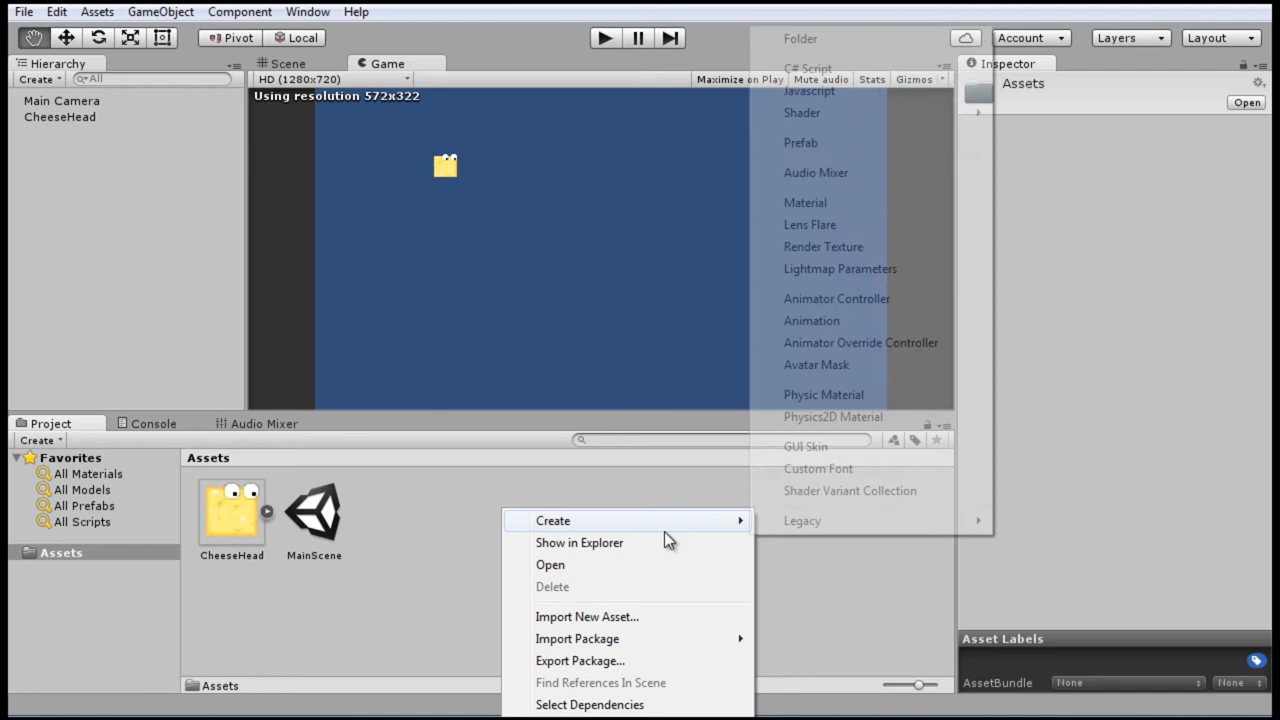 File Edit Assets GameObject Component Window Help
Pivot Local Account Layers Layout
Hierarchy
Create All
Main Camera
CheeseHead
Scene Game
HD (1280x720) Maximize on Play Mute audio Stats Gizmos
Using resolution 572x322
Folder
C# Script
Javascript
Shader
Prefab
Audio Mixer
Material
Lens Flare
Render Texture
Lightmap Parameters
Animator Controller
Animation
Animator Override Controller
Avatar Mask
Physic Material
Physics2D Material
GUI Skin
Custom Font
Shader Variant Collection
Legacy
Inspector
Assets
Open
Project Console Audio Mixer
Create
Favorites
All Materials
All Models
All Prefabs
All Scripts
Assets
Assets
CheeseHead MainScene
Assets
Create
Show in Explorer
Open
Delete
Import New Asset...
Import Package
Export Package...
Find References In Scene
Select Dependencies
Asset Labels
AssetBundle None None